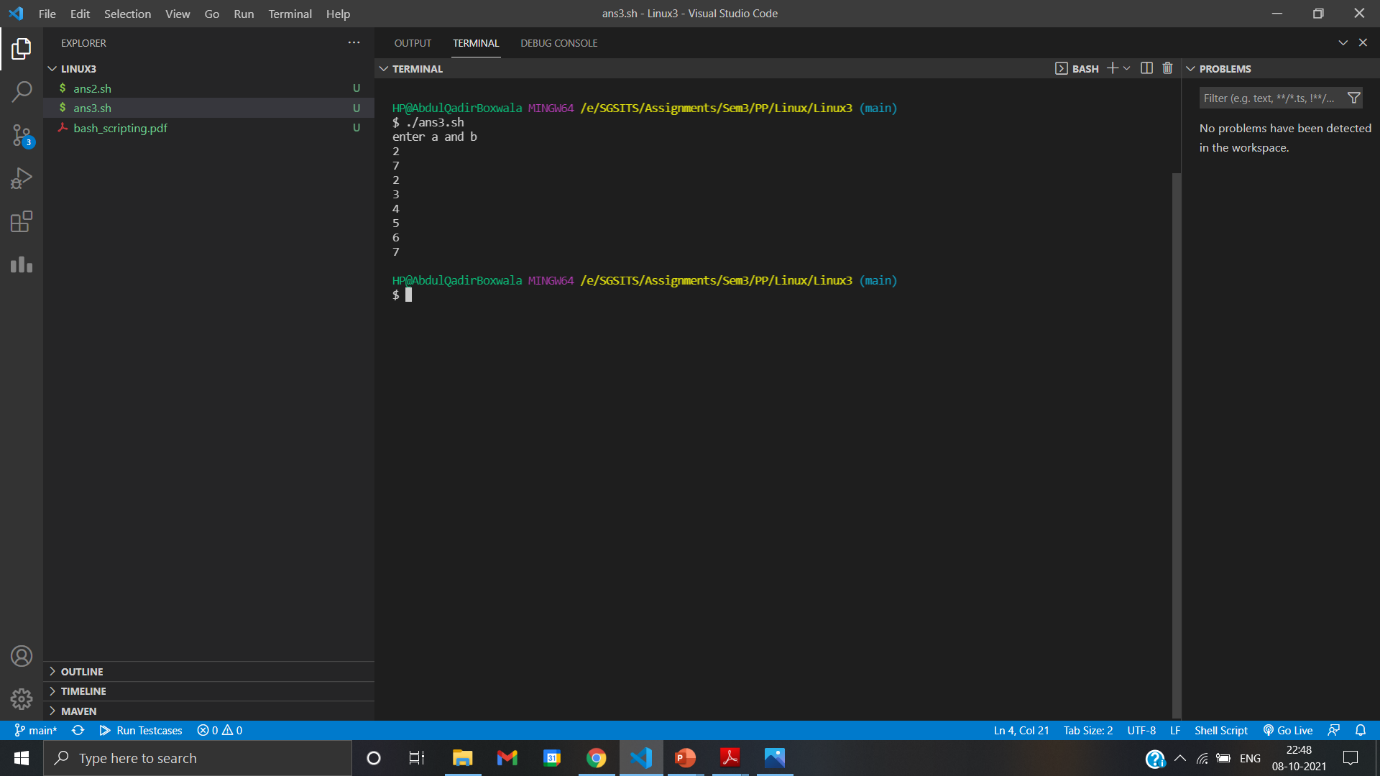 File Edit Selection View Go Run Terminal Help
ans3.sh - Linux3 - Visual Studio Code
EXPLORER
LINUX3
$ ans2.sh U
$ ans3.sh U
bash_scripting.pdf U
OUTLINE
TIMELINE
MAVEN
3
OUTPUT TERMINAL DEBUG CONSOLE
TERMINAL
BASH
HP@AbdulQadirBoxwala MINGW64 /e/SGSITS/Assignments/Sem3/PP/Linux/Linux3 (main)
$ ./ans3.sh
enter a and b
2
7
2
3
4
5
6
7
HP@AbdulQadirBoxwala MINGW64 /e/SGSITS/Assignments/Sem3/PP/Linux/Linux3 (main)
$
PROBLEMS
Filter (e.g. text, **/*.ts, !**/...
No problems have been detected
in the workspace.
main* Run Testcases 0 0
Ln 4, Col 21 Tab Size: 2 UTF-8 LF Shell Script Go Live
Type here to search
31
ENG
22:48
08-10-2021